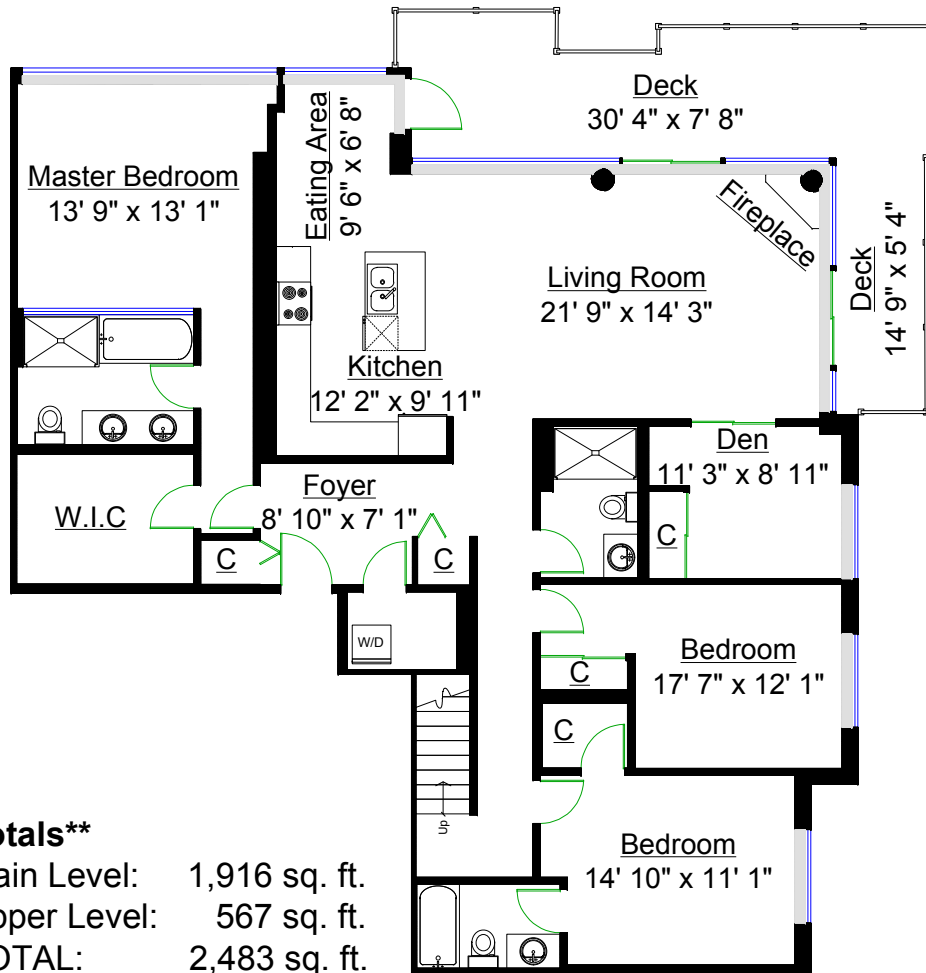 Deck
30' 4" x 7' 8"
Master Bedroom
13' 9" x 13' 1"
Eating Area
9' 6" x 6' 8"
Fireplace
Deck
14' 9" x 5' 4"
Living Room
21' 9" x 14' 3"
Kitchen
12' 2" x 9' 11"
Den
11' 3" x 8' 11"
W.I.C
Foyer
8' 10" x 7' 1"
C
C
C
W/D
Bedroom
17' 7" x 12' 1"
C
C
Up
Bedroom
14' 10" x 11' 1"
otals**
ain Level: 1,916 sq. ft.
pper Level: 567 sq. ft.
OTAL: 2,483 sq. ft.